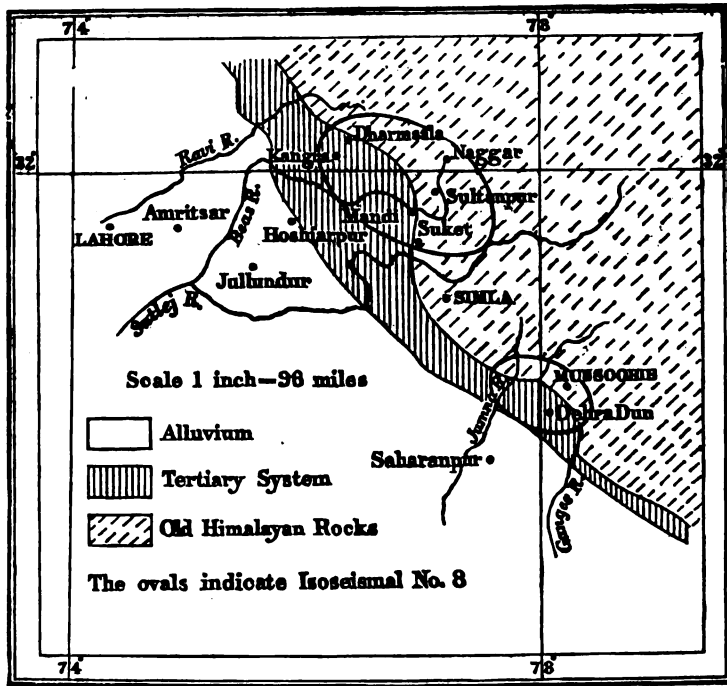 74°
78°
32°
32°
Ravi R.
Dharmsala
Kangra
Naggar
Amritsar
Beas R.
Sultanpur
LAHORE
Hoshiarpur
Mandi
Suket
Jullundur
Sutlej R.
SIMLA
Scale 1 inch=96 miles
MUSSOORIE
Jumna R.
Dehra Dun
Alluvium
Saharanpur
Tertiary System
Ganges R.
Old Himalayan Rocks
The ovals indicate Isoseismal No. 8
74°
78°